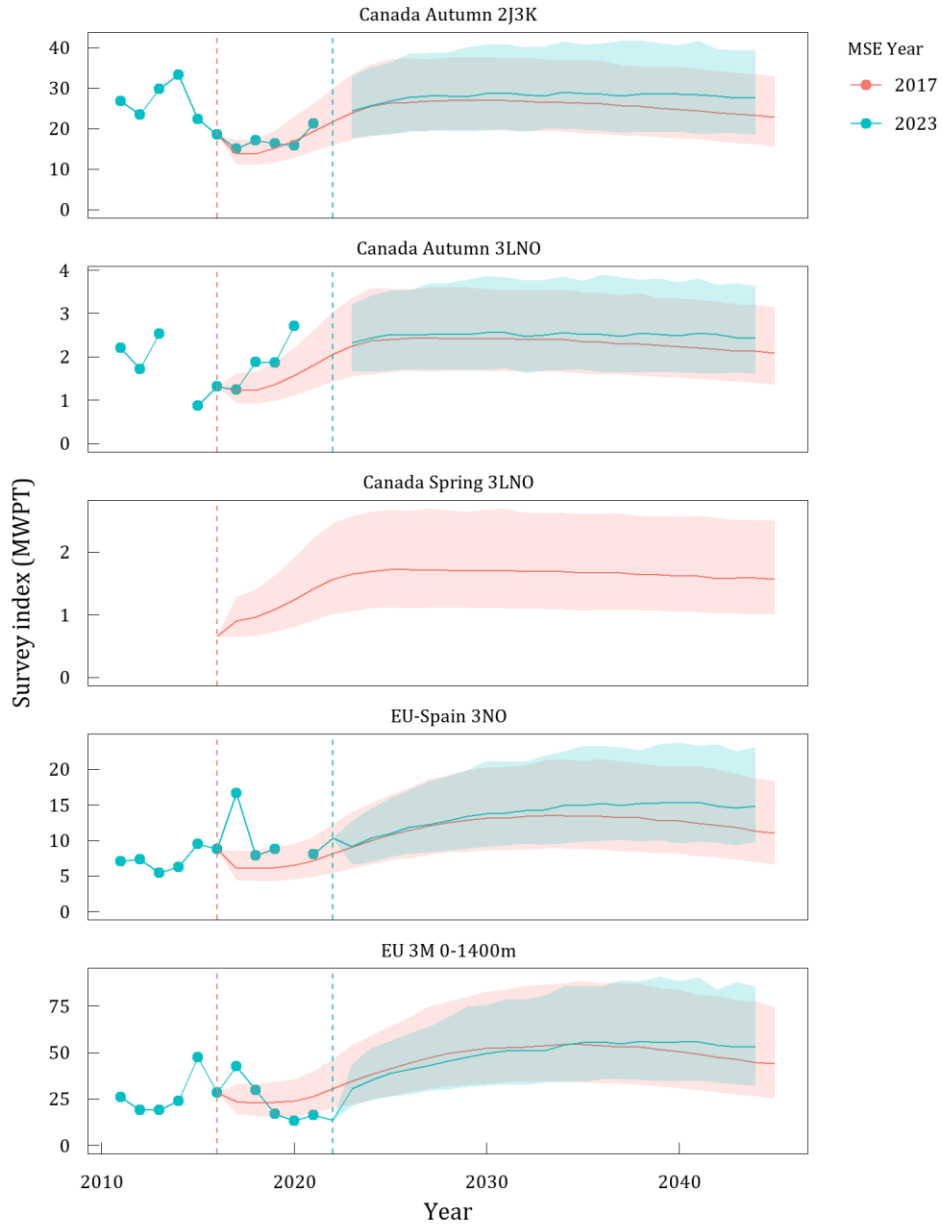 Canada Autumn 2J3K
40
30
20
10
0
MSE Year
2017
2023
Canada Autumn 3LNO
4
3
2
1
0
Canada Spring 3LNO
2
1
0
Survey index (MWPT)
EU-Spain 3NO
20
15
10
5
0
EU 3M 0-1400m
75
50
25
0
2010 2020 2030 2040
Year